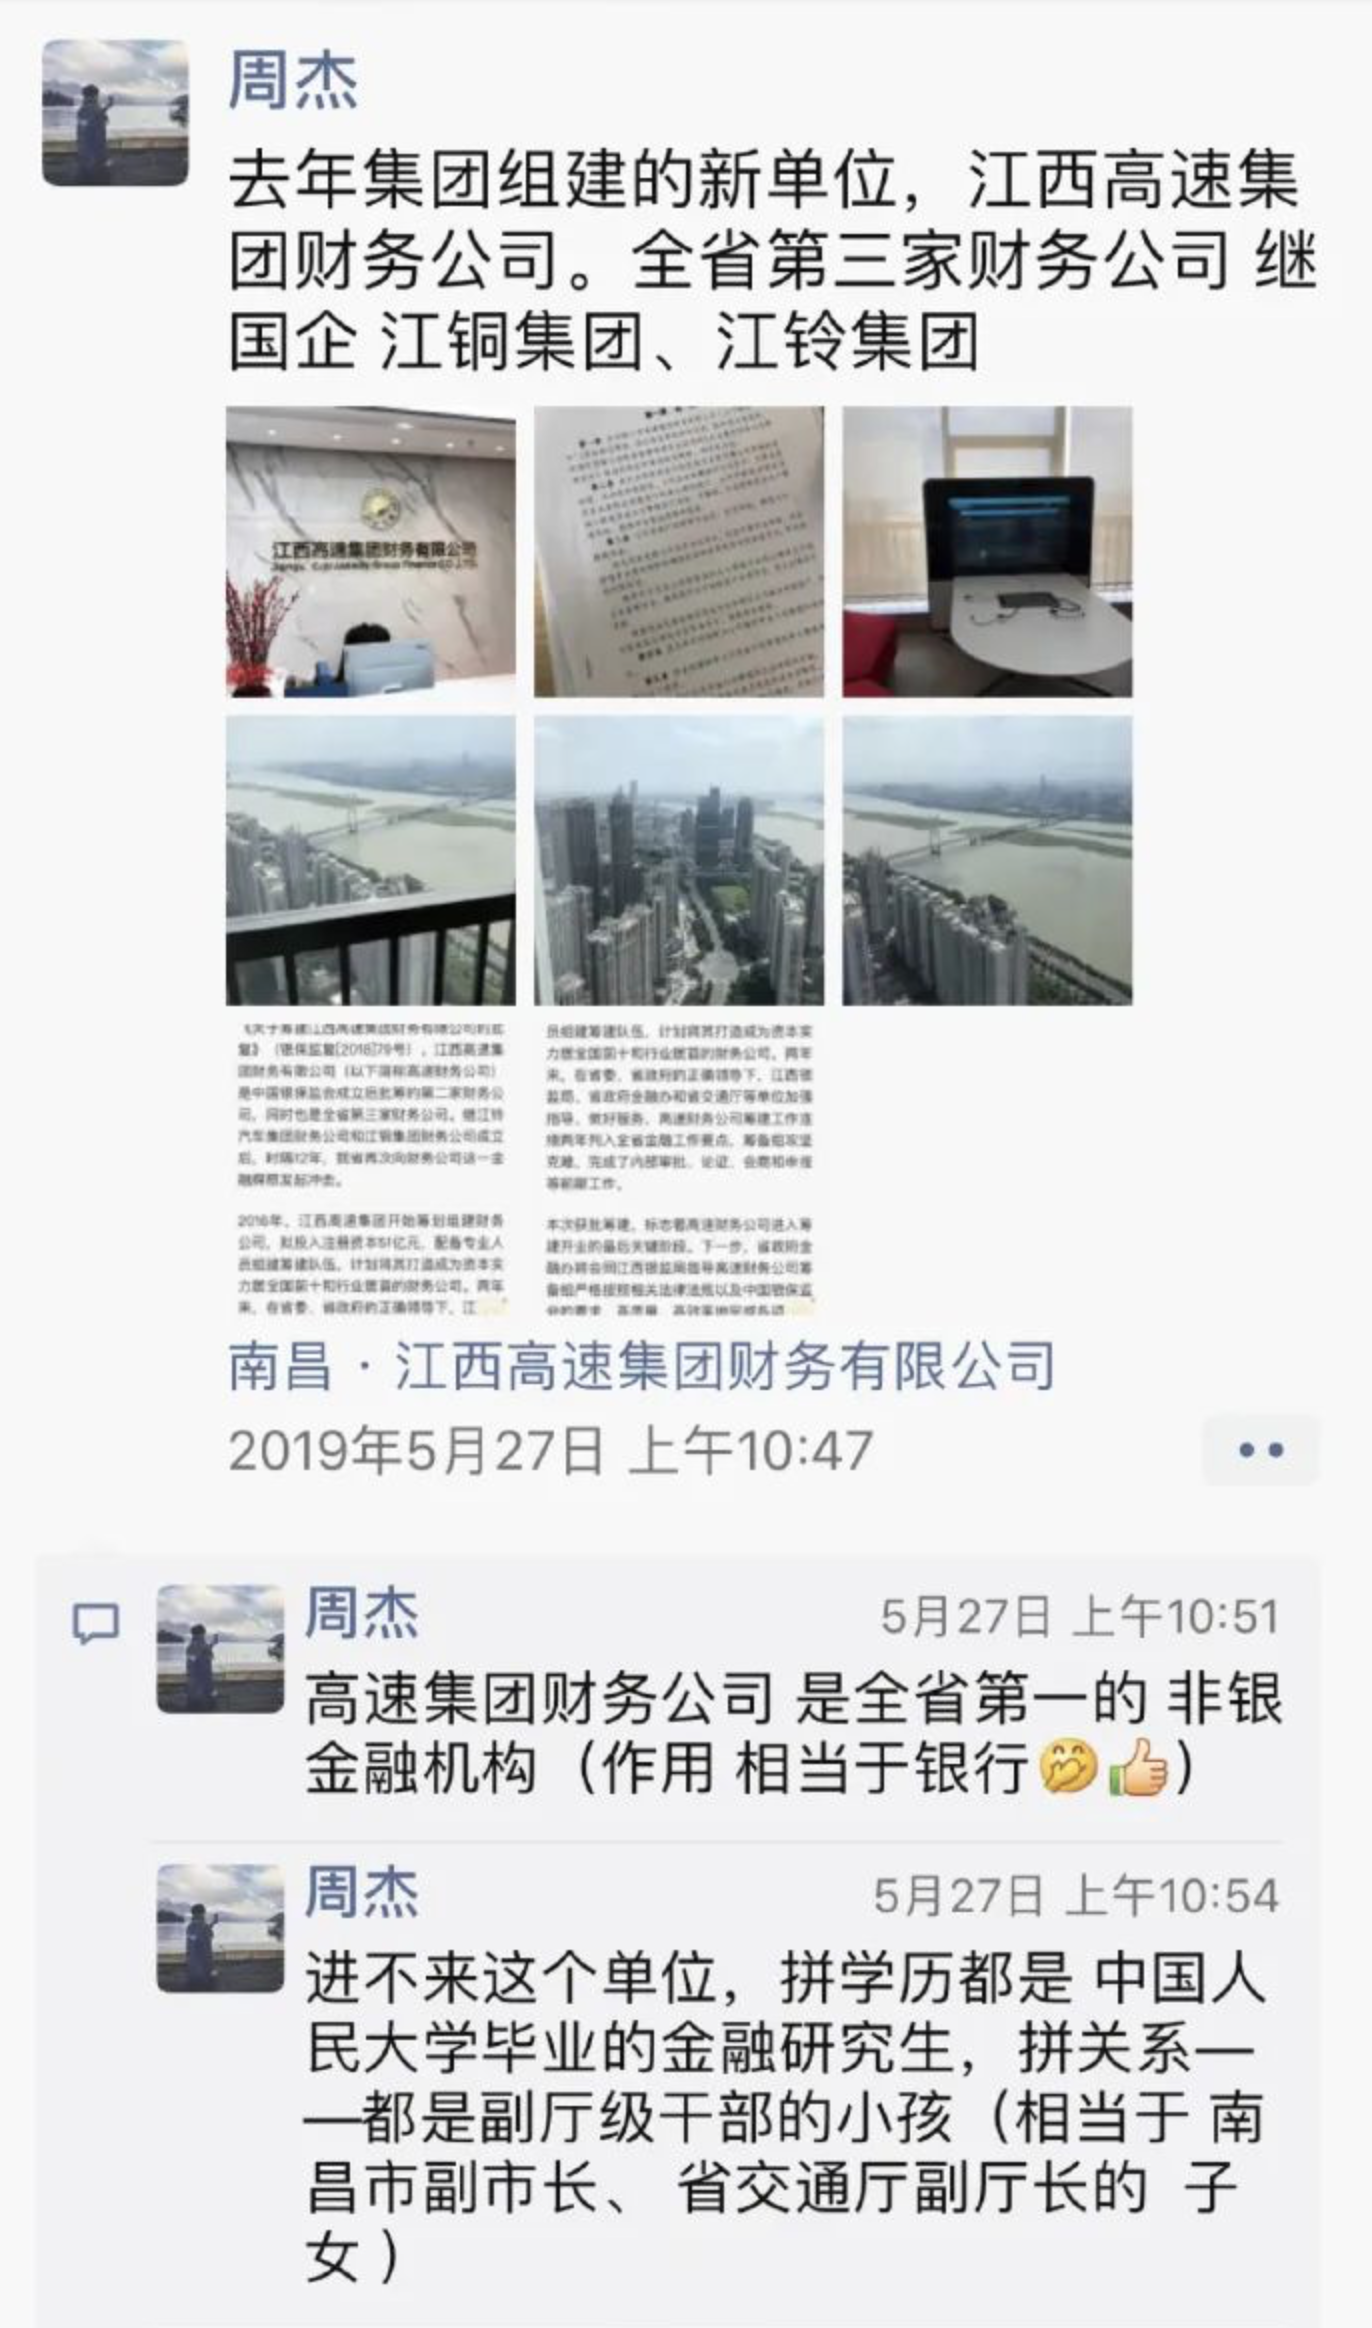 周杰
去年集团组建的新单位，江西高速集
团财务公司。全省第三家财务公司 继
国企 江铜集团、江铃集团
江西高速集团财务有限公司
《关于筹建江西高速集团财务有限公司的批
复》（银保监复[2018]79号），江西高速集
团财务有限公司（以下简称高速财务公司）
是中国银保监会成立后批筹的第二家财务公
司，同时也是全省第三家财务公司。继江铃
汽车集团财务公司和江铜集团财务公司成立
后，时隔12年，我省再次向财务公司这一金
融牌照发起冲击。
2016年，江西高速集团开始筹划组建财务
公司，拟投入注册资本51亿元，配备专业人
员组建筹建队伍，计划将其打造成为资本实
力居全国前十和行业居首的财务公司。两年
来，在省委、省政府的正确领导下，江
员组建筹建队伍，计划将其打造成为资本实
力居全国前十和行业居首的财务公司。两年
来，在省委、省政府的正确领导下，江西银
监局、省政府金融办和省交通厅等单位加强
指导、做好服务，高速财务公司筹建工作连
续两年列入全省金融工作要点，筹备组攻坚
克难，完成了内部审批、论证、会商和申报
等前期工作。
本次获批筹建，标志着高速财务公司进入筹
建开业的最后关键阶段。下一步，省政府金
融办将会同江西银监局指导高速财务公司筹
备组严格按照相关法律法规以及中国银保监
会的要求，高质量、高效率地完成各项
南昌 · 江西高速集团财务有限公司
2019年5月27日 上午10:47
周杰
5月27日 上午10:51
高速集团财务公司 是全省第一的 非银
金融机构（作用 相当于银行🤭👍）
周杰
5月27日 上午10:54
进不来这个单位，拼学历都是 中国人
民大学毕业的金融研究生，拼关系—
—都是副厅级干部的小孩（相当于 南
昌市副市长、 省交通厅副厅长的 子
女 ）